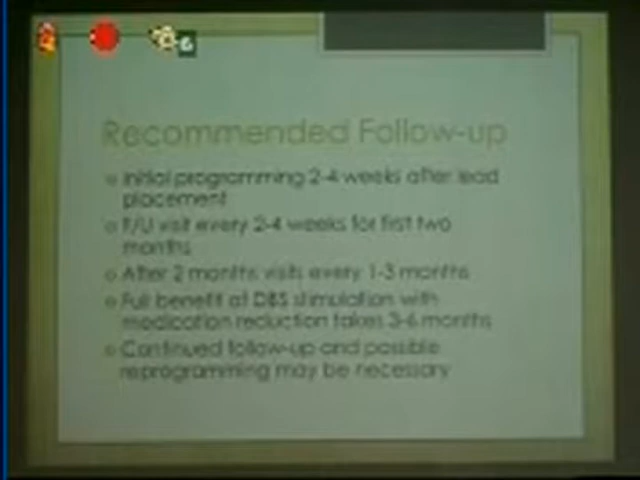 6
Recommended Follow-up
Initial programming 2-4 weeks after lead
placement
F/U visit every 2-4 weeks for first two
months
After 2 months visits every 1-3 months
Full benefit of DBS stimulation with
medication reduction takes 3-6 months
Continued follow-up and possible
reprogramming may be necessary